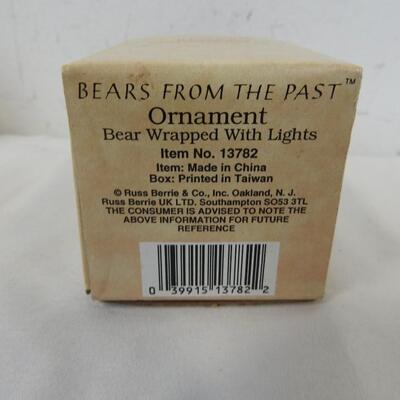 BEARS FROM THE PAST™
Ornament
Bear Wrapped With Lights
Item No. 13782
Item: Made in China
Box: Printed in Taiwan
© Russ Berrie & Co., Inc. Oakland, N. J.
Russ Berrie UK LTD. Southampton SO53 3TL
THE CONSUMER IS ADVISED TO NOTE THE
ABOVE INFORMATION FOR FUTURE
REFERENCE
0 39915 13782 2